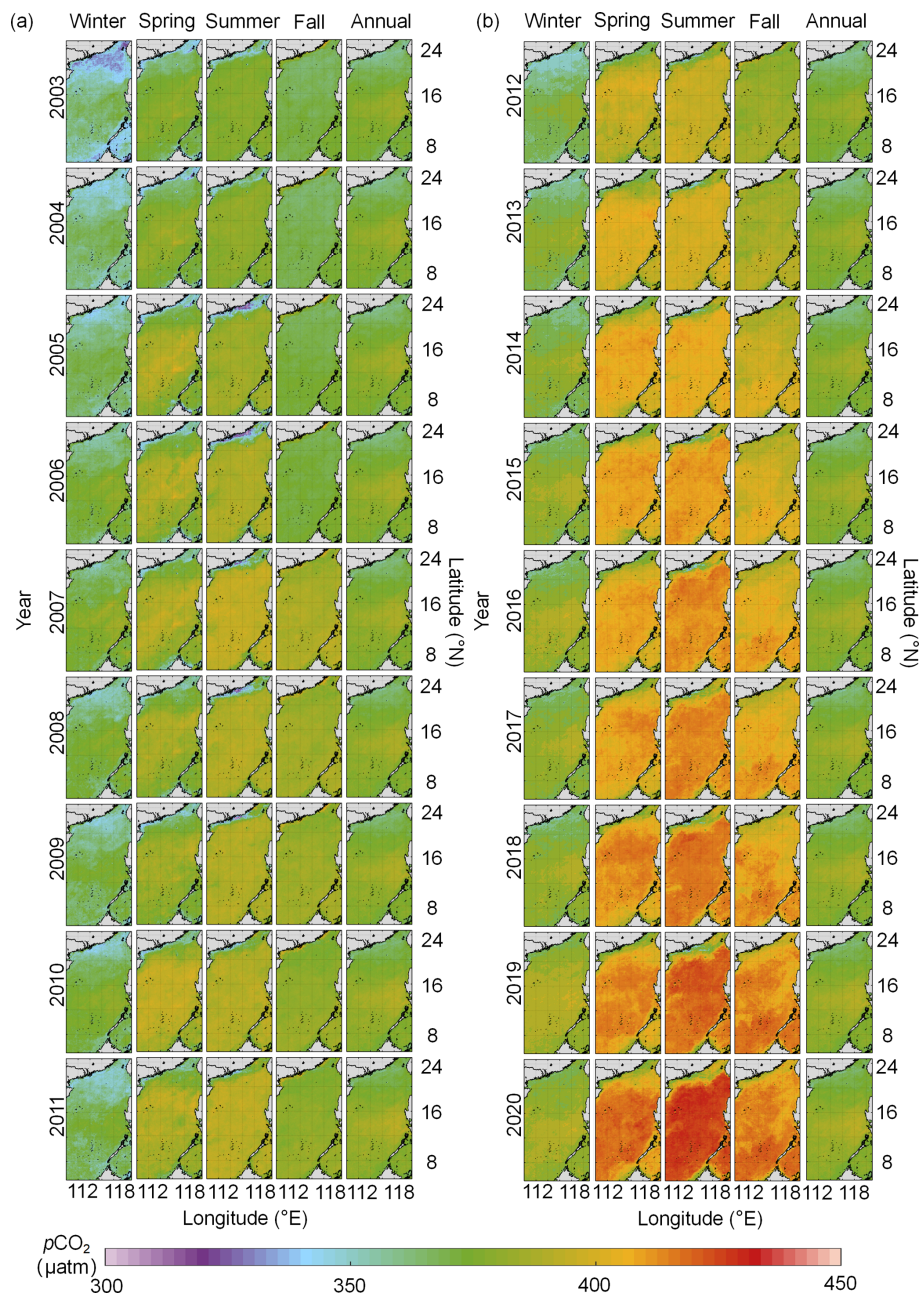 (a) Winter Spring Summer Fall Annual
2003 24 16 8
2004 24 16 8
2005 24 16 8
2006 24 16 8
2007 24 16 8
2008 24 16 8
2009 24 16 8
2010 24 16 8
2011 24 16 8
Year
Latitude (°N)
112 118 112 118 112 118 112 118 112 118
Longitude (°E)
(b) Winter Spring Summer Fall Annual
2012 24 16 8
2013 24 16 8
2014 24 16 8
2015 24 16 8
2016 24 16 8
2017 24 16 8
2018 24 16 8
2019 24 16 8
2020 24 16 8
Year
Latitude (°N)
112 118 112 118 112 118 112 118 112 118
Longitude (°E)
pCO₂
(μatm)
300 350 400 450